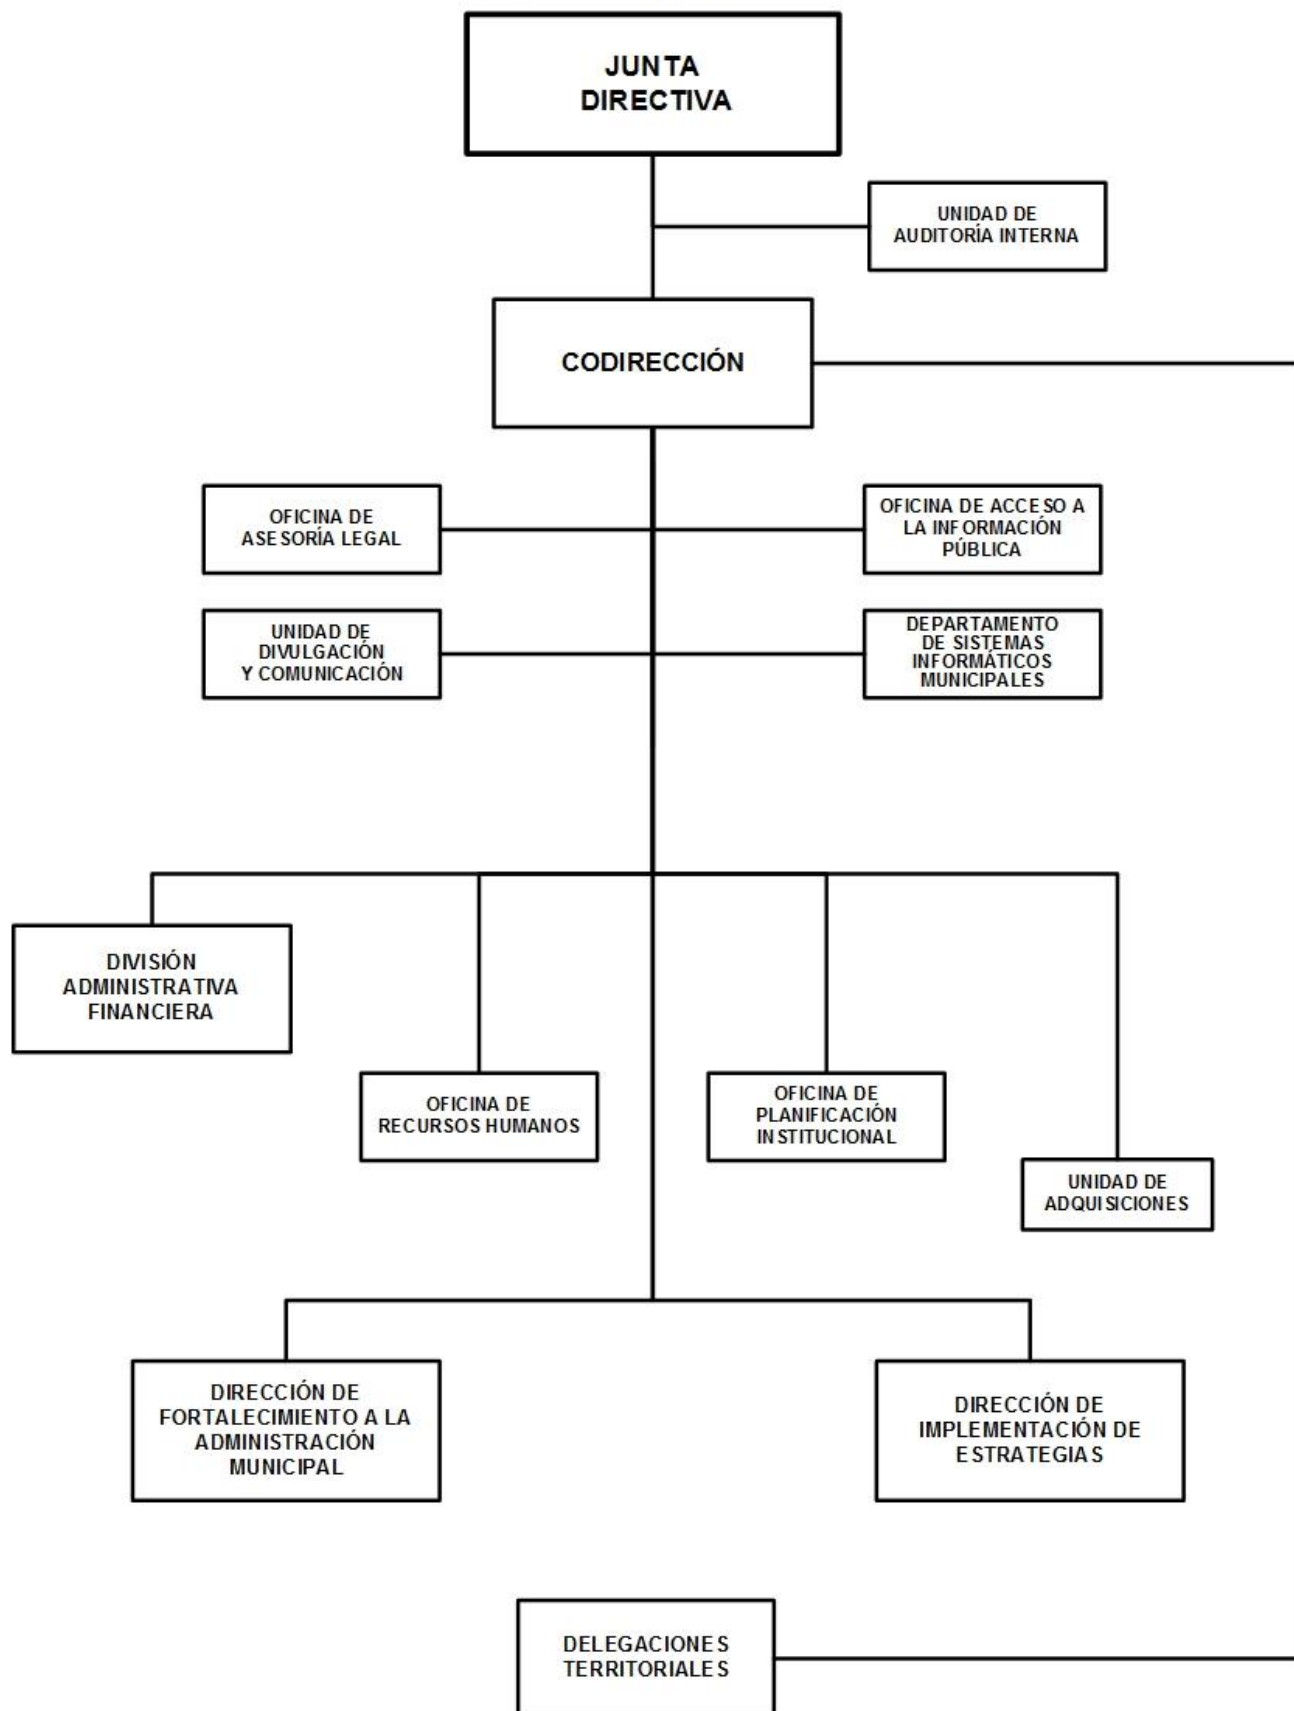 JUNTA
DIRECTIVA
UNIDAD DE
AUDITORÍA INTERNA
CODIRECCIÓN
OFICINA DE
ASESORÍA LEGAL
OFICINA DE ACCESO A
LA INFORMACIÓN
PÚBLICA
UNIDAD DE
DIVULGACIÓN
Y COMUNICACIÓN
DEPARTAMENTO
DE SISTEMAS
INFORMÁTICOS
MUNICIPALES
DIVISIÓN
ADMINISTRATIVA
FINANCIERA
OFICINA DE
RECURSOS HUMANOS
OFICINA DE
PLANIFICACIÓN
INSTITUCIONAL
UNIDAD DE
ADQUISICIONES
DIRECCIÓN DE
FORTALECIMIENTO A LA
ADMINISTRACIÓN
MUNICIPAL
DIRECCIÓN DE
IMPLEMENTACIÓN DE
ESTRATEGIAS
DELEGACIONES
TERRITORIALES